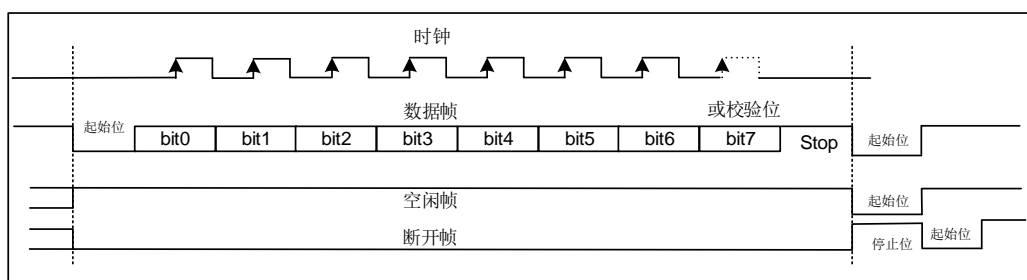 时钟
数据帧
或校验位
起始位 bit0 bit1 bit2 bit3 bit4 bit5 bit6 bit7 Stop 起始位
空闲帧
起始位
断开帧
停止位 起始位